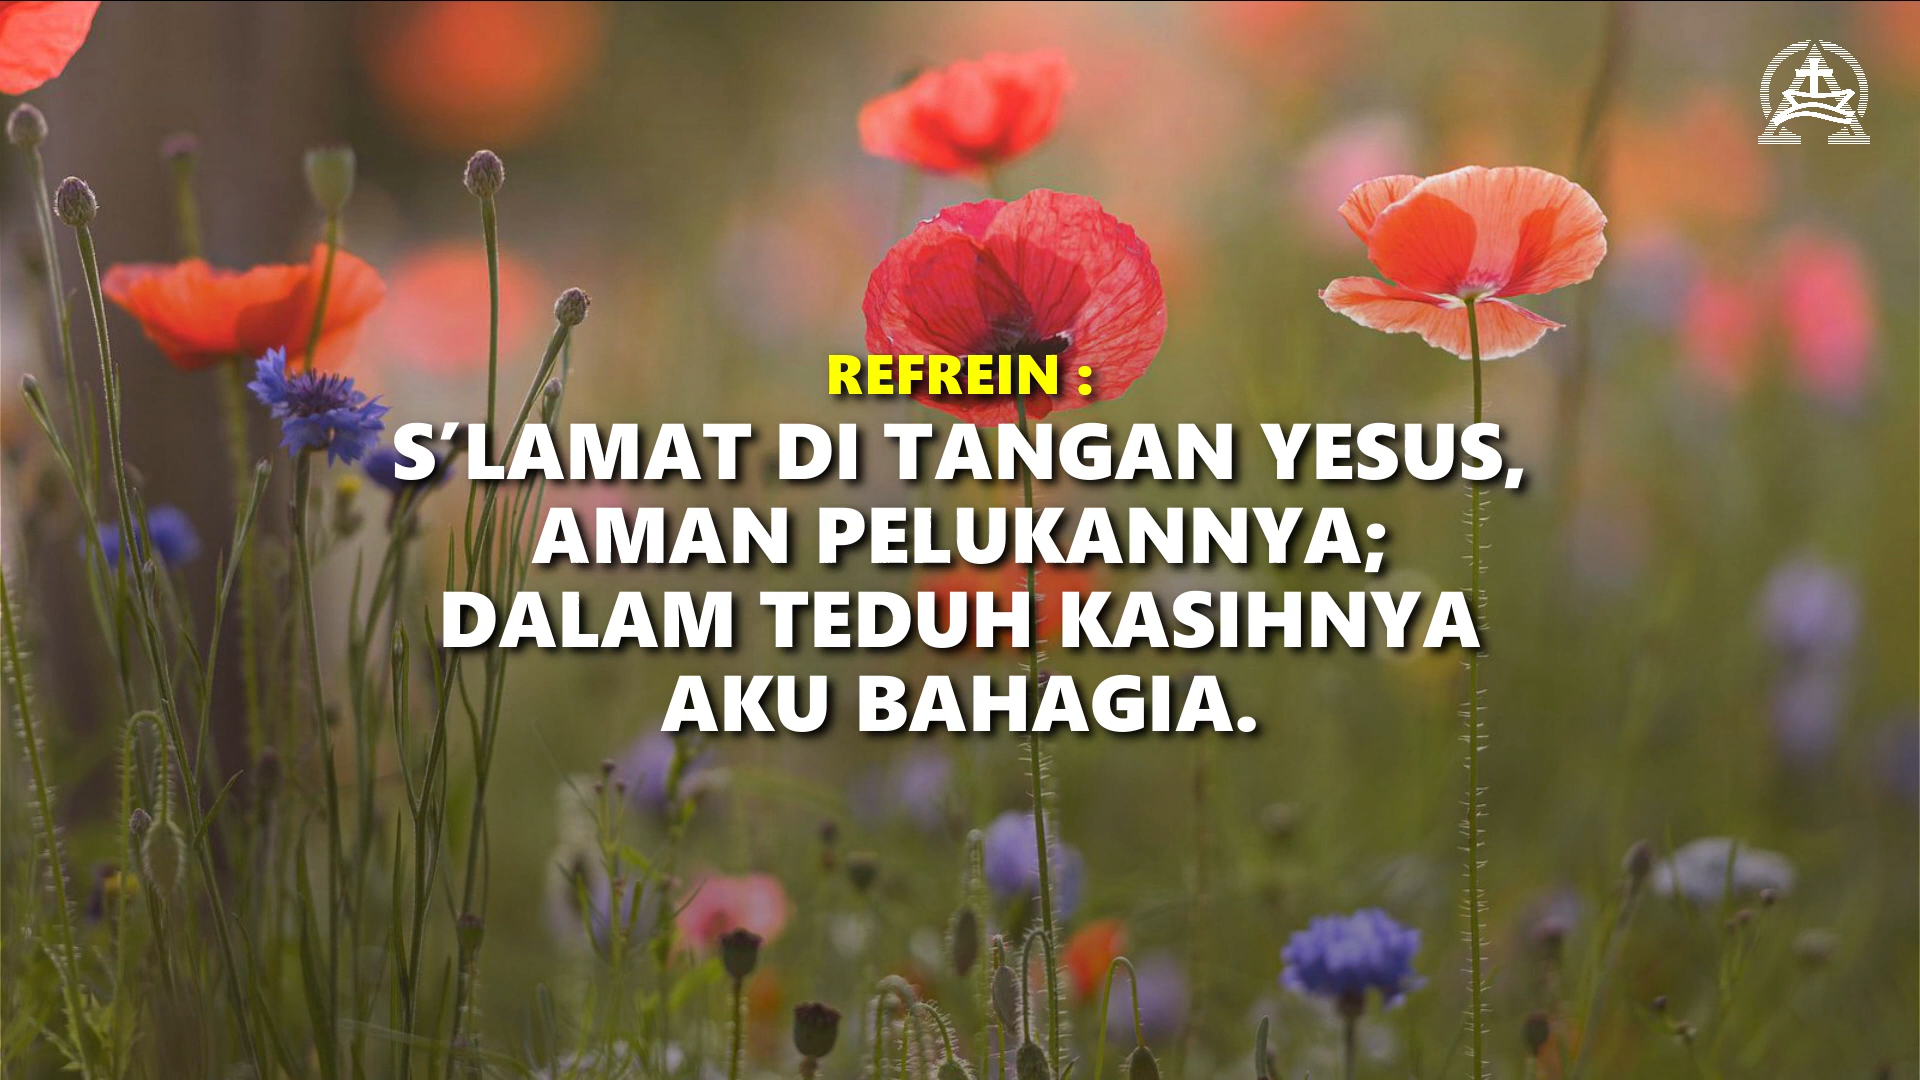 REFREIN :
S’LAMAT DI TANGAN YESUS,
AMAN PELUKANNYA;
DALAM TEDUH KASIHNYA
AKU BAHAGIA.